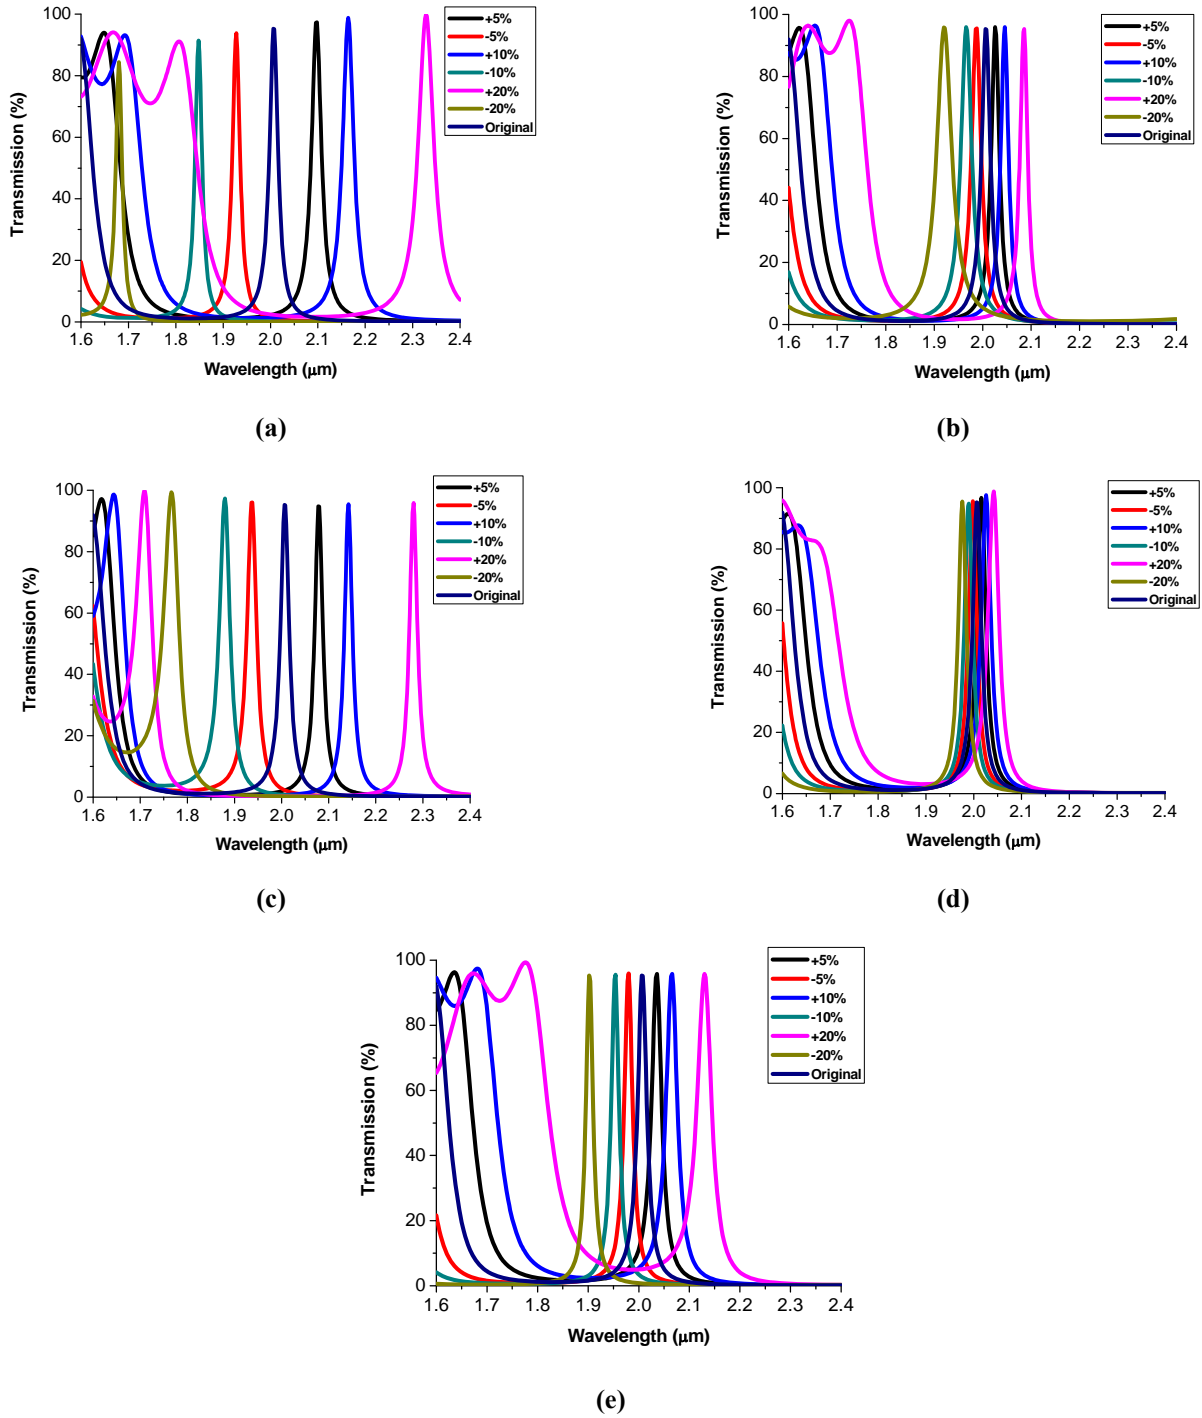 100
80
60
40
20
0
Transmission (%)
1.6 1.7 1.8 1.9 2.0 2.1 2.2 2.3 2.4
Wavelength (μm)
+5%
-5%
+10%
-10%
+20%
-20%
Original
(a)
100
80
60
40
20
0
Transmission (%)
1.6 1.7 1.8 1.9 2.0 2.1 2.2 2.3 2.4
Wavelength (μm)
+5%
-5%
+10%
-10%
+20%
-20%
Original
(b)
100
80
60
40
20
0
Transmission (%)
1.6 1.7 1.8 1.9 2.0 2.1 2.2 2.3 2.4
Wavelength (μm)
+5%
-5%
+10%
-10%
+20%
-20%
Original
(c)
100
80
60
40
20
0
Transmission (%)
1.6 1.7 1.8 1.9 2.0 2.1 2.2 2.3 2.4
Wavelength (μm)
+5%
-5%
+10%
-10%
+20%
-20%
Original
(d)
100
80
60
40
20
0
Transmission (%)
1.6 1.7 1.8 1.9 2.0 2.1 2.2 2.3 2.4
Wavelength (μm)
+5%
-5%
+10%
-10%
+20%
-20%
Original
(e)